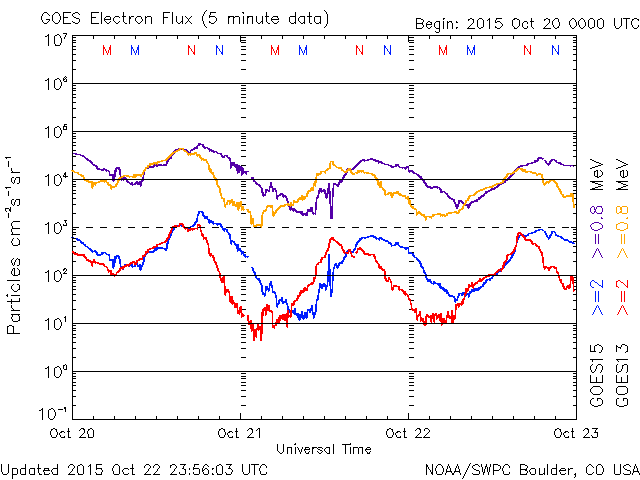 GOES Electron Flux (5 minute data)
Begin: 2015 Oct 20 0000 UTC
10⁷
M M N N M M N N M M N N
10⁶
10⁵
10⁴
10³
10²
10¹
10⁰
10⁻¹
Particles cm⁻²s⁻¹sr⁻¹
Oct 20 Oct 21 Oct 22 Oct 23
Universal Time
GOES15 >=2 >=0.8 MeV
GOES13 >=2 >=0.8 MeV
Updated 2015 Oct 22 23:56:03 UTC
NOAA/SWPC Boulder, CO USA